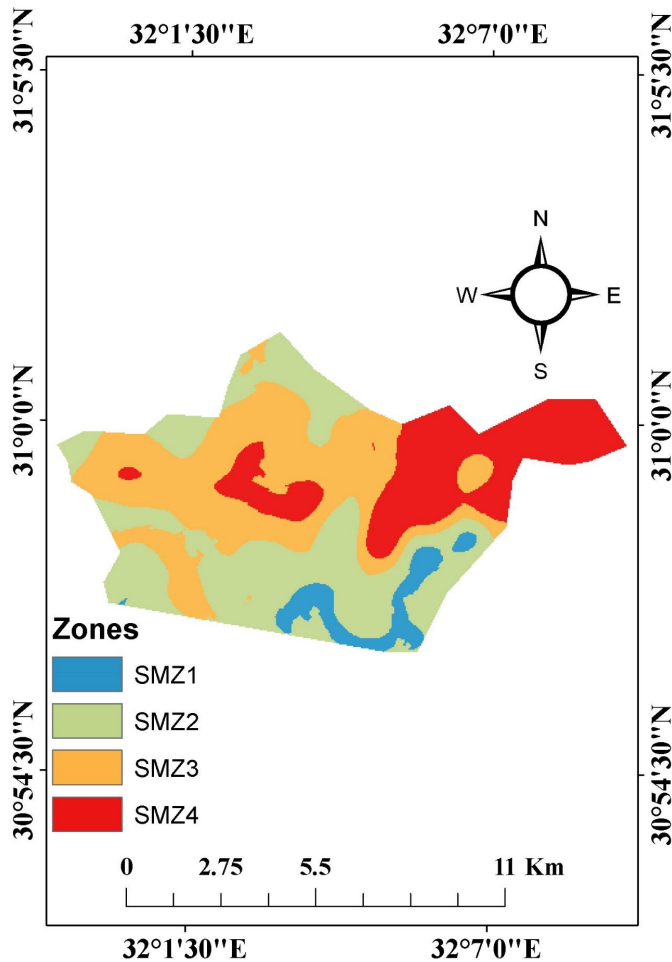 32°1'30"E 32°7'0"E
31°5'30"N 31°5'30"N
N
W E
S
31°0'0"N 31°0'0"N
Zones
SMZ1
SMZ2
SMZ3
SMZ4
30°54'30"N 30°54'30"N
0 2.75 5.5 11 Km
32°1'30"E 32°7'0"E